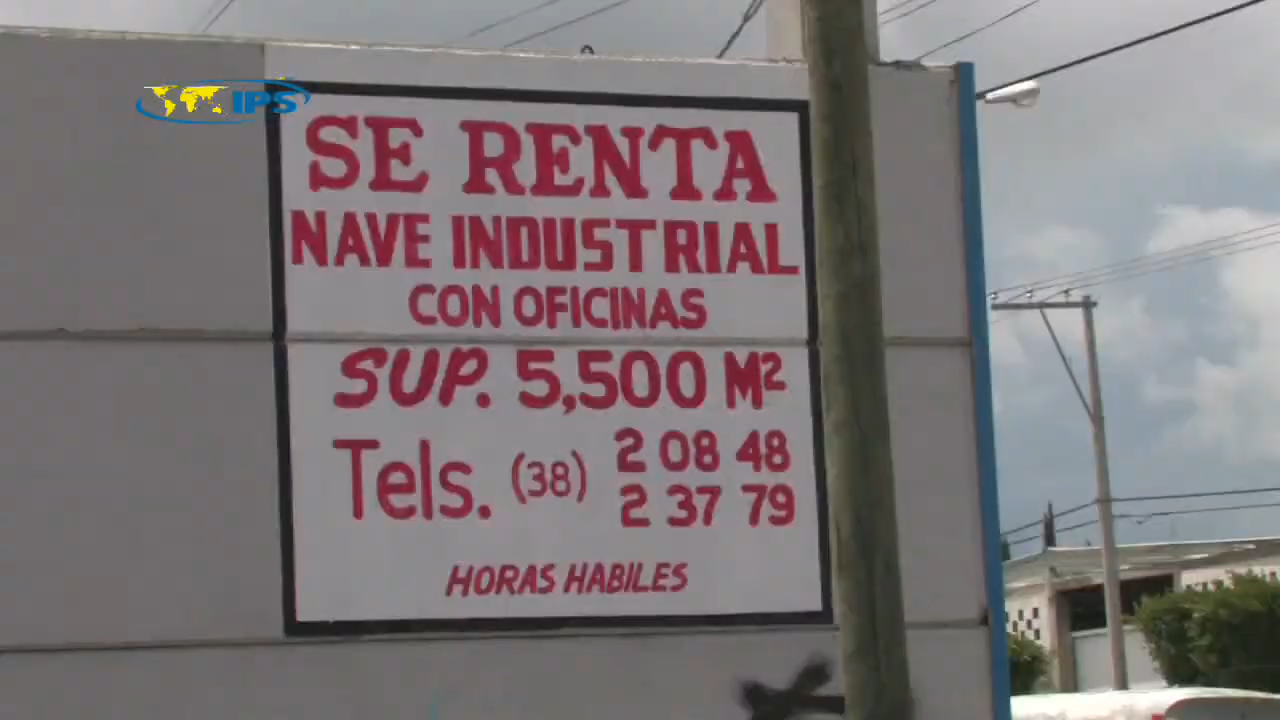 IPS
SE RENTA
NAVE INDUSTRIAL
CON OFICINAS
SUP. 5,500 M²
Tels. (38) 2 08 48
2 37 79
HORAS HABILES